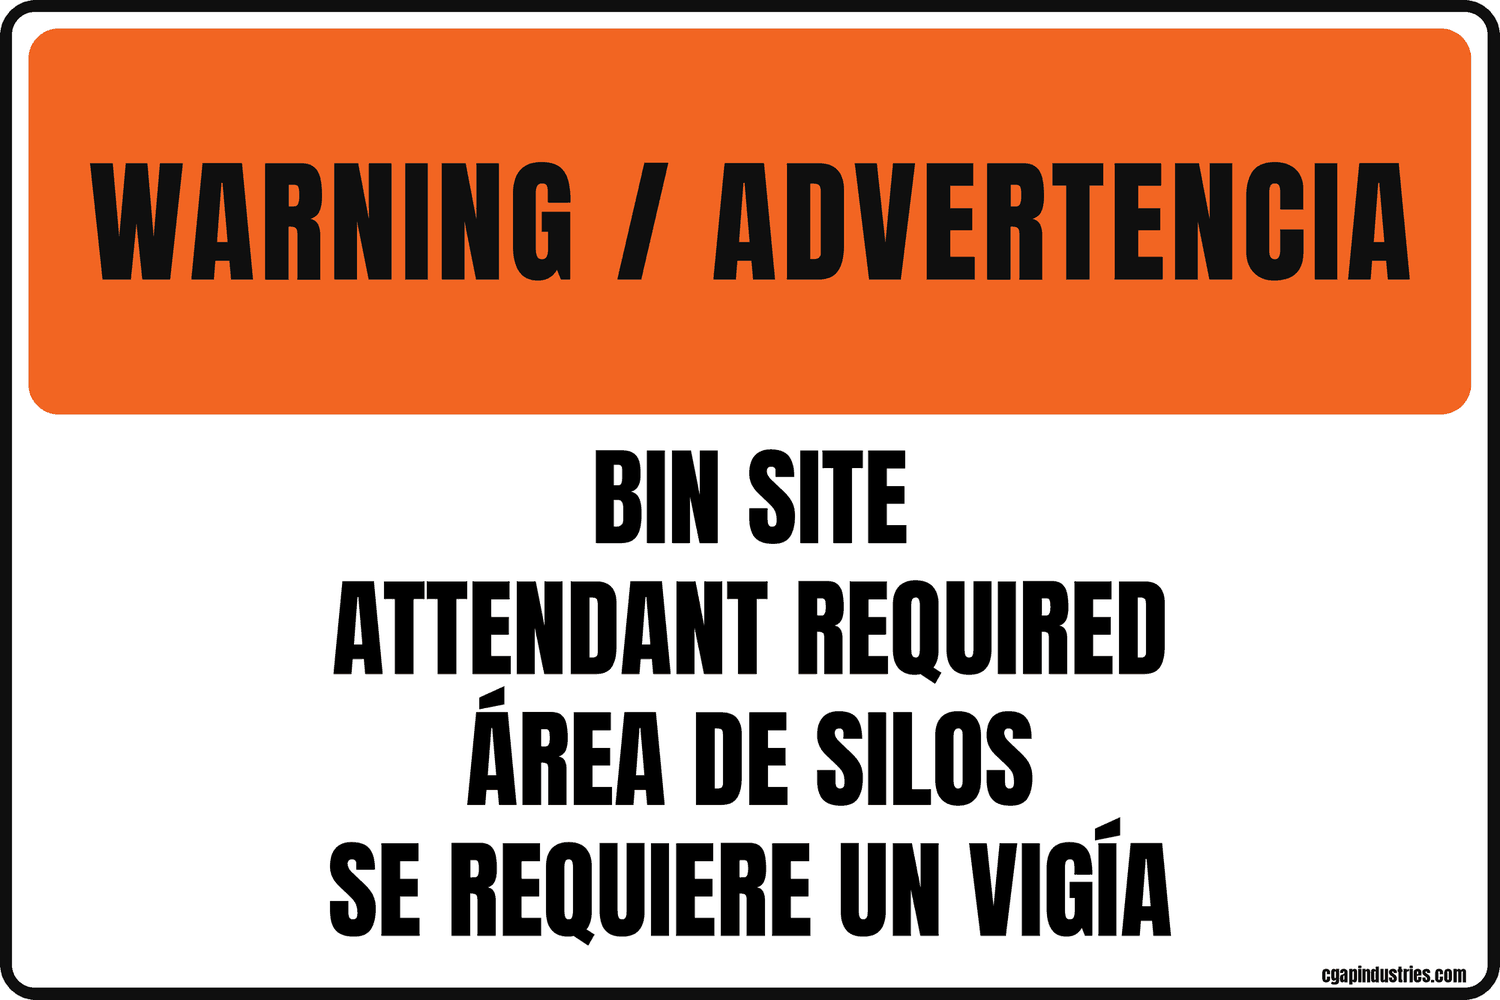 WARNING / ADVERTENCIA
BIN SITE
ATTENDANT REQUIRED
ÁREA DE SILOS
SE REQUIERE UN VIGÍA
cgapindustries.com